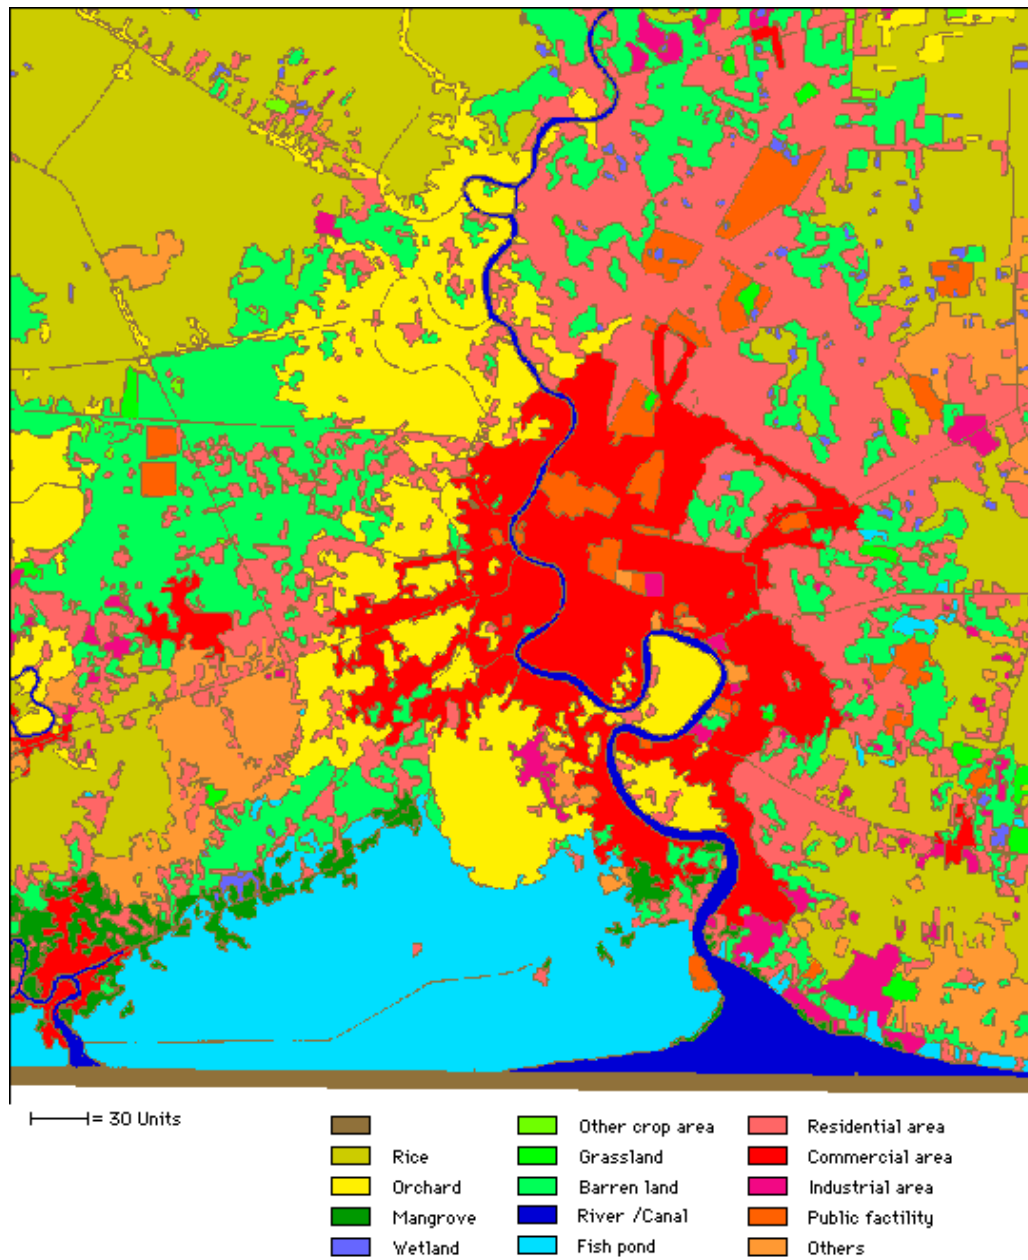 = 30 Units
Other crop area
Residential area
Rice
Grassland
Commercial area
Orchard
Barren land
Industrial area
Mangrove
River /Canal
Public factility
Wetland
Fish pond
Others